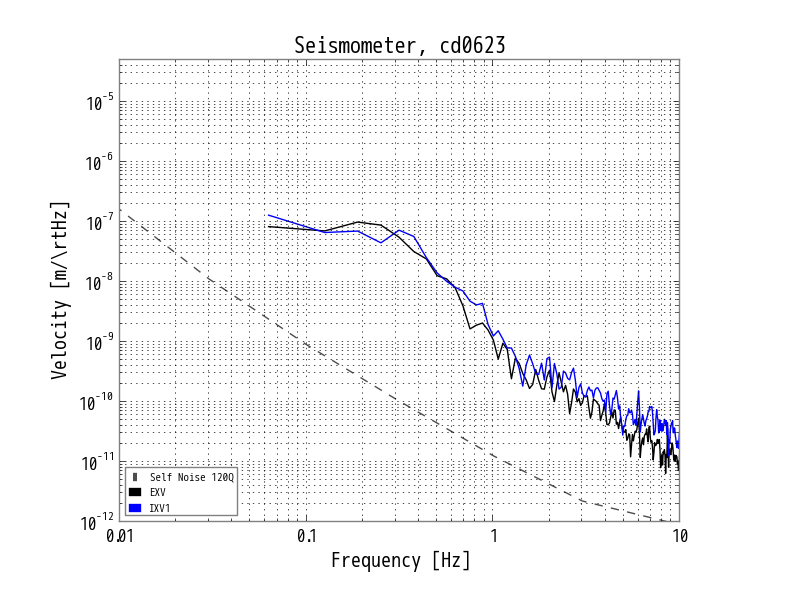 Seismometer, cd0623
Velocity [m/\rtHz]
10^-5
10^-6
10^-7
10^-8
10^-9
10^-10
10^-11
10^-12
Self Noise 120Q
EXV
IXV1
0.01 0.1 1 10
Frequency [Hz]